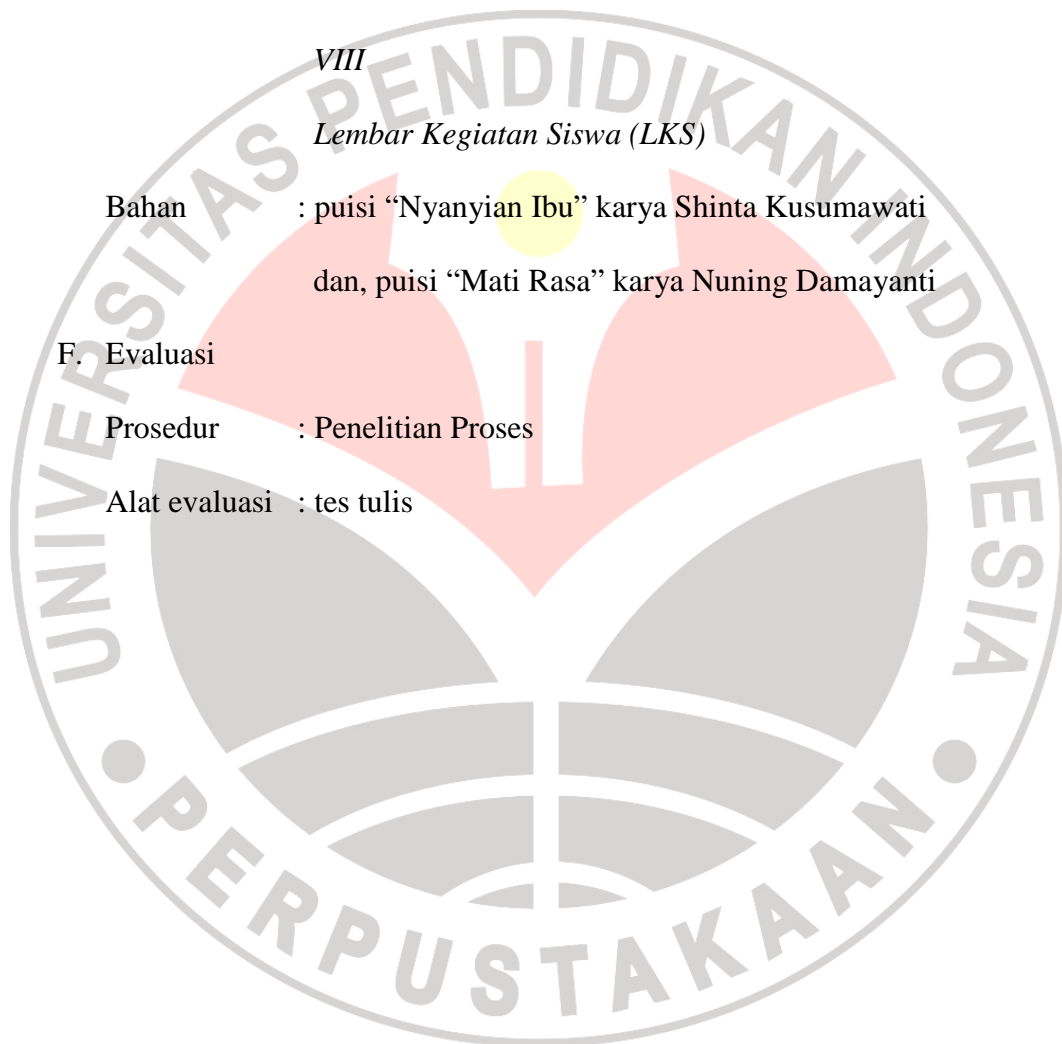 VIII
Lembar Kegiatan Siswa (LKS)
Bahan : puisi “Nyanyian Ibu” karya Shinta Kusumawati
dan, puisi “Mati Rasa” karya Nuning Damayanti
F. Evaluasi
Prosedur : Penelitian Proses
Alat evaluasi : tes tulis
UNIVERSITAS PENDIDIKAN INDONESIA
PERPUSTAKAAN